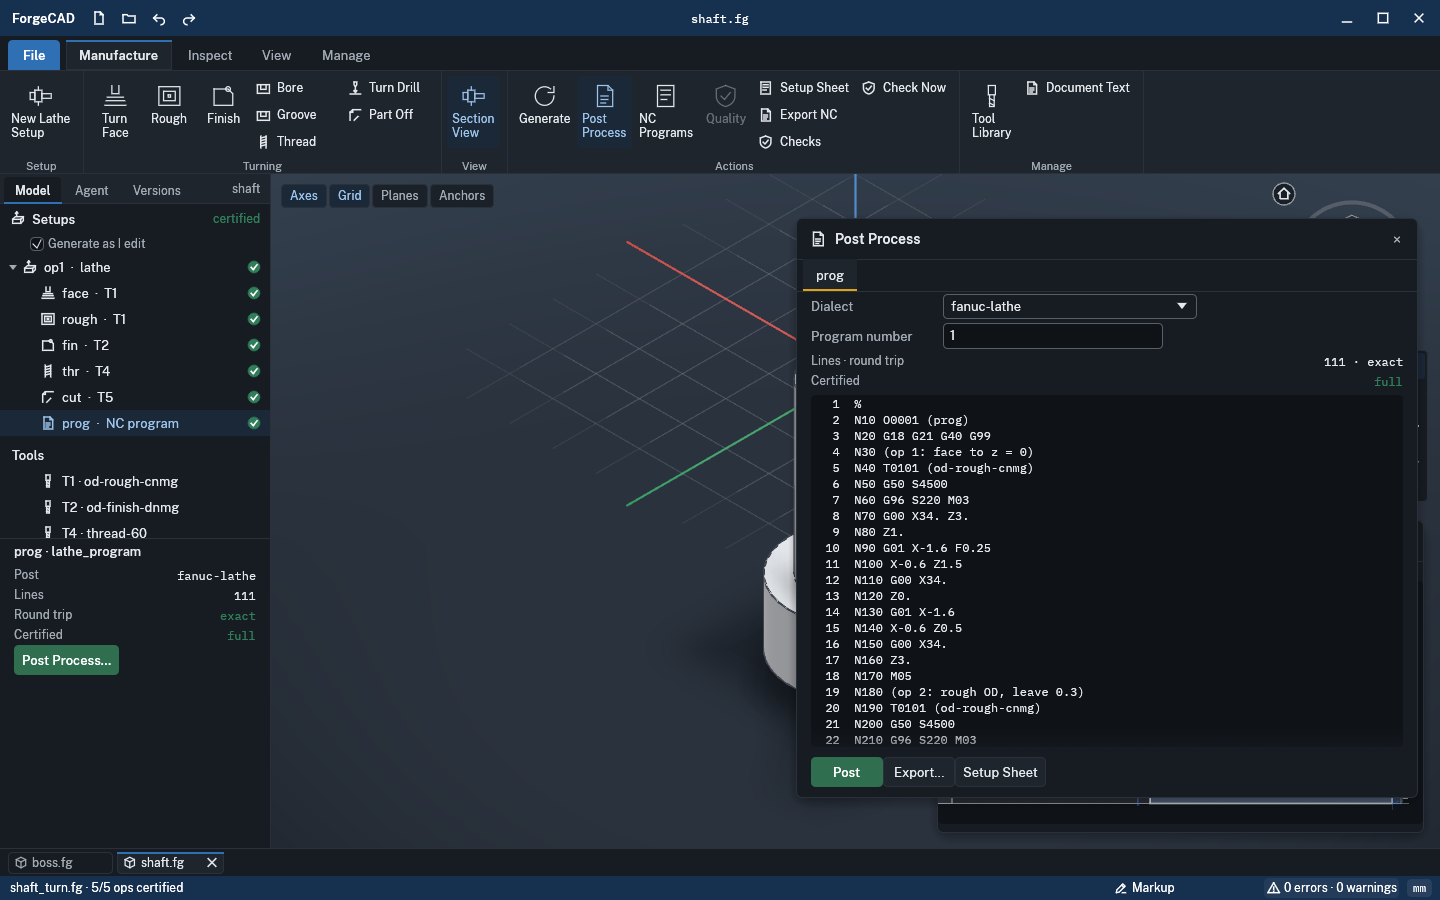 ForgeCAD
shaft.fg
File
Manufacture
Inspect
View
Manage
New Lathe
Setup
Setup
Turn
Face
Rough
Finish
Bore
Groove
Thread
Turn Drill
Part Off
Turning
Section
View
View
Generate
Post
Process
NC
Programs
Quality
Setup Sheet
Export NC
Checks
Check Now
Actions
Tool
Library
Document Text
Manage
Model
Agent
Versions
shaft
Setups
certified
Generate as I edit
op1 · lathe
face · T1
rough · T1
fin · T2
thr · T4
cut · T5
prog · NC program
Tools
T1 · od-rough-cnmg
T2 · od-finish-dnmg
T4 · thread-60
prog · lathe_program
Post fanuc-lathe
Lines 111
Round trip exact
Certified full
Post Process...
Axes
Grid
Planes
Anchors
Post Process
prog
Dialect fanuc-lathe
Program number 1
Lines · round trip 111 · exact
Certified full
1 %
2 N10 O0001 (prog)
3 N20 G18 G21 G40 G99
4 N30 (op 1: face to z = 0)
5 N40 T0101 (od-rough-cnmg)
6 N50 G50 S4500
7 N60 G96 S220 M03
8 N70 G00 X34. Z3.
9 N80 Z1.
10 N90 G01 X-1.6 F0.25
11 N100 X-0.6 Z1.5
12 N110 G00 X34.
13 N120 Z0.
14 N130 G01 X-1.6
15 N140 X-0.6 Z0.5
16 N150 G00 X34.
17 N160 Z3.
18 N170 M05
19 N180 (op 2: rough OD, leave 0.3)
20 N190 T0101 (od-rough-cnmg)
21 N200 G50 S4500
22 N210 G96 S220 M03
Post
Export...
Setup Sheet
boss.fg
shaft.fg
shaft_turn.fg · 5/5 ops certified
Markup
0 errors · 0 warnings
mm